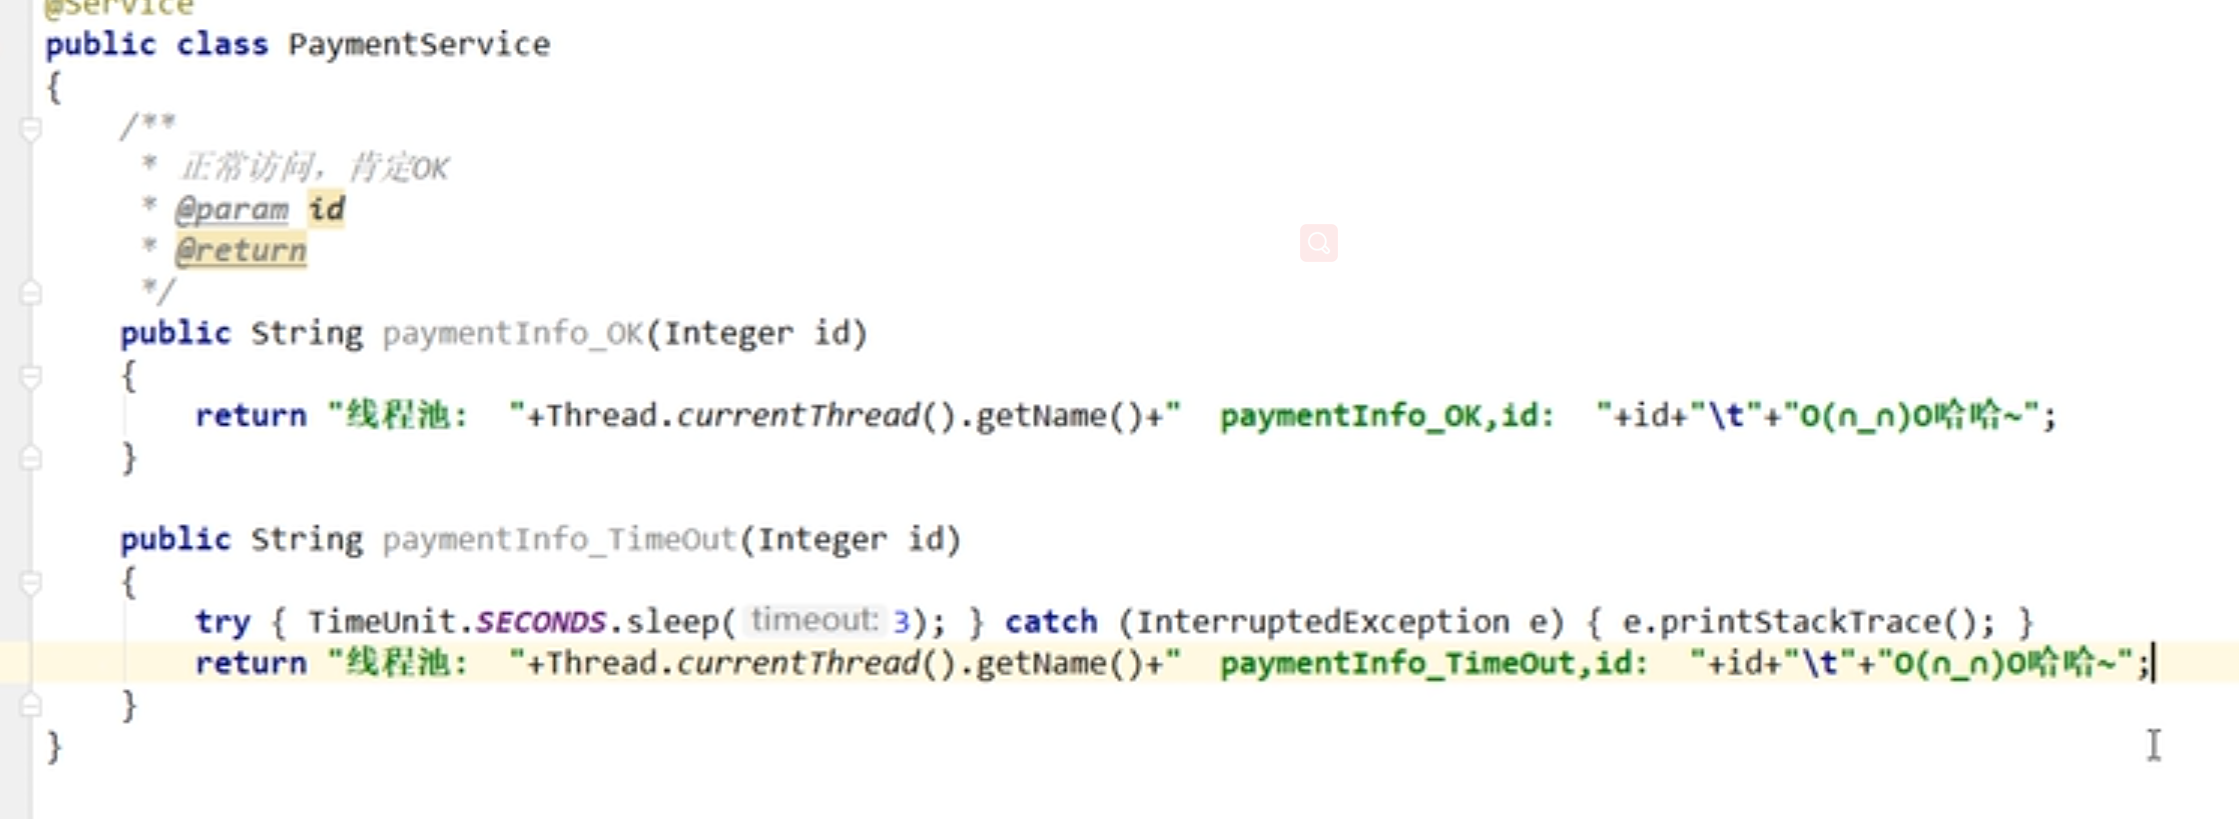 @Service
public class PaymentService
{
/**
* 正常访问，肯定OK
* @param id
* @return
*/
public String paymentInfo_OK(Integer id)
{
return "线程池:  "+Thread.currentThread().getName()+"  paymentInfo_OK,id:  "+id+"\t"+"O(∩_∩)O哈哈~";
}
public String paymentInfo_TimeOut(Integer id)
{
try { TimeUnit.SECONDS.sleep( timeout: 3); } catch (InterruptedException e) { e.printStackTrace(); }
return "线程池:  "+Thread.currentThread().getName()+"  paymentInfo_TimeOut,id:  "+id+"\t"+"O(∩_∩)O哈哈~";
}
}